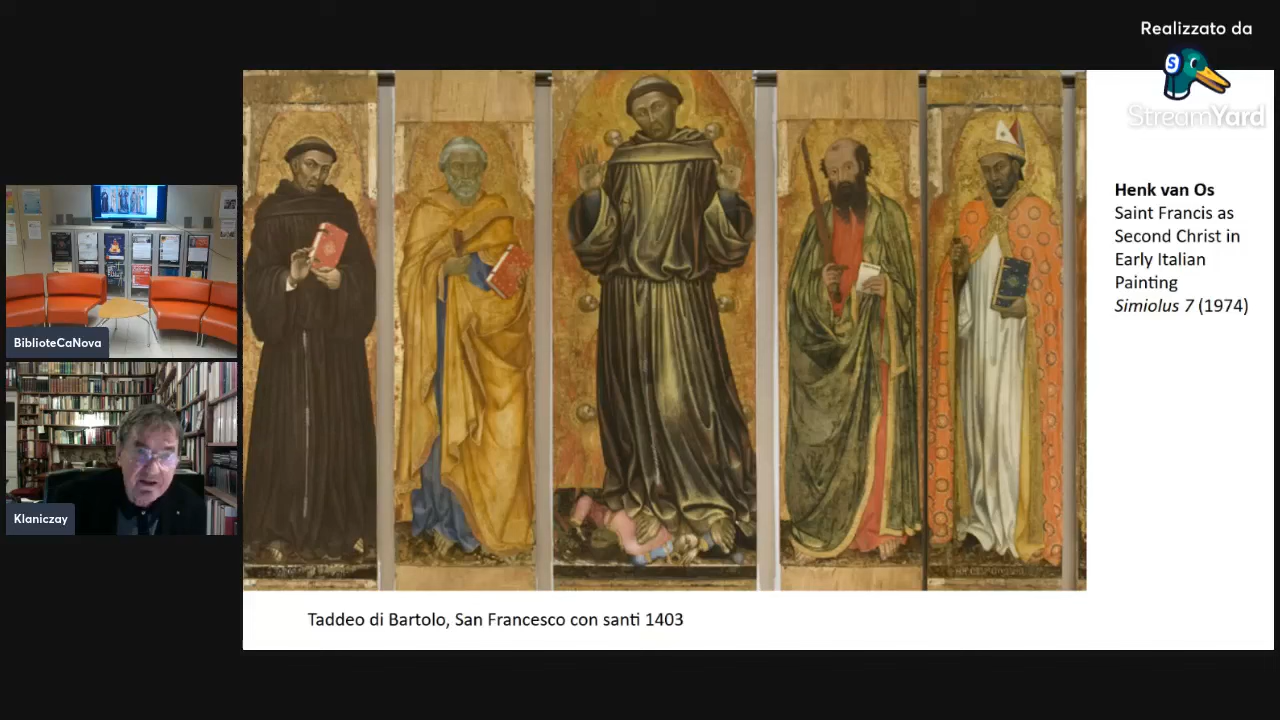 Realizzato da
S
StreamYard
Henk van Os
Saint Francis as
Second Christ in
Early Italian
Painting
Simiolus 7 (1974)
BiblioteCaNova
Klaniczay
Taddeo di Bartolo, San Francesco con santi 1403